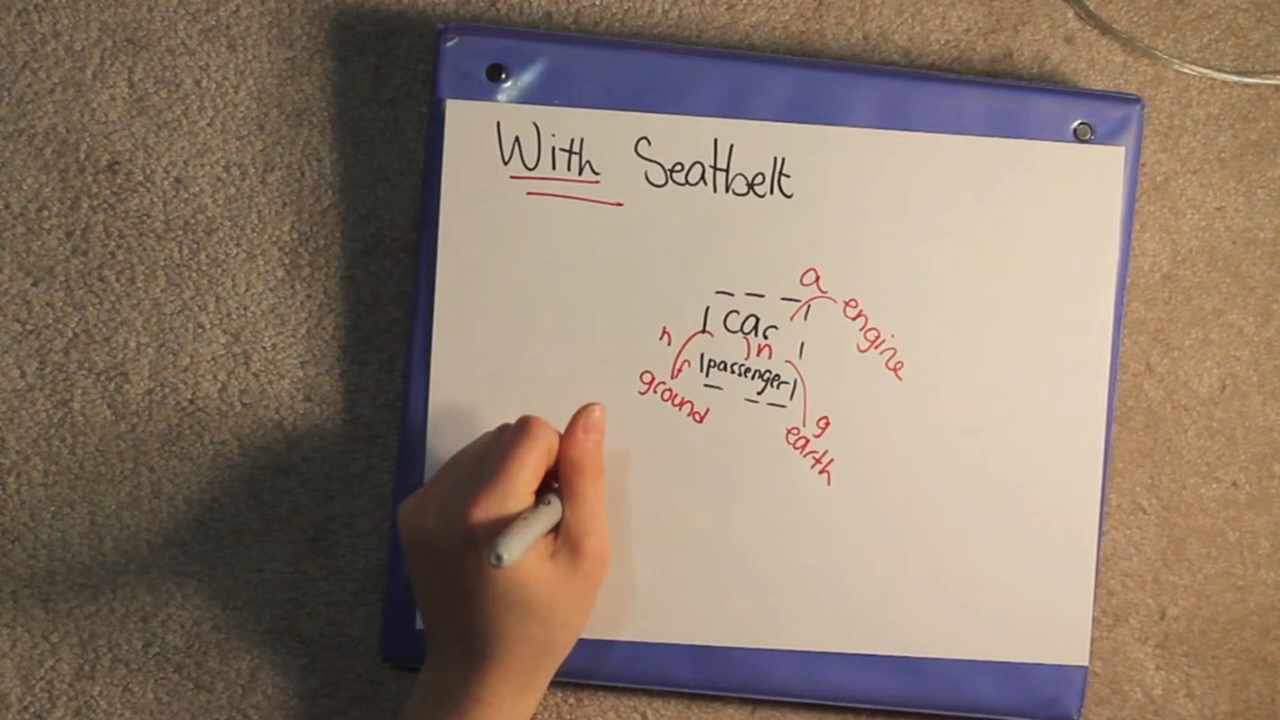 With Seatbelt
a engine
car
n
n
passenger
ground
g
earth